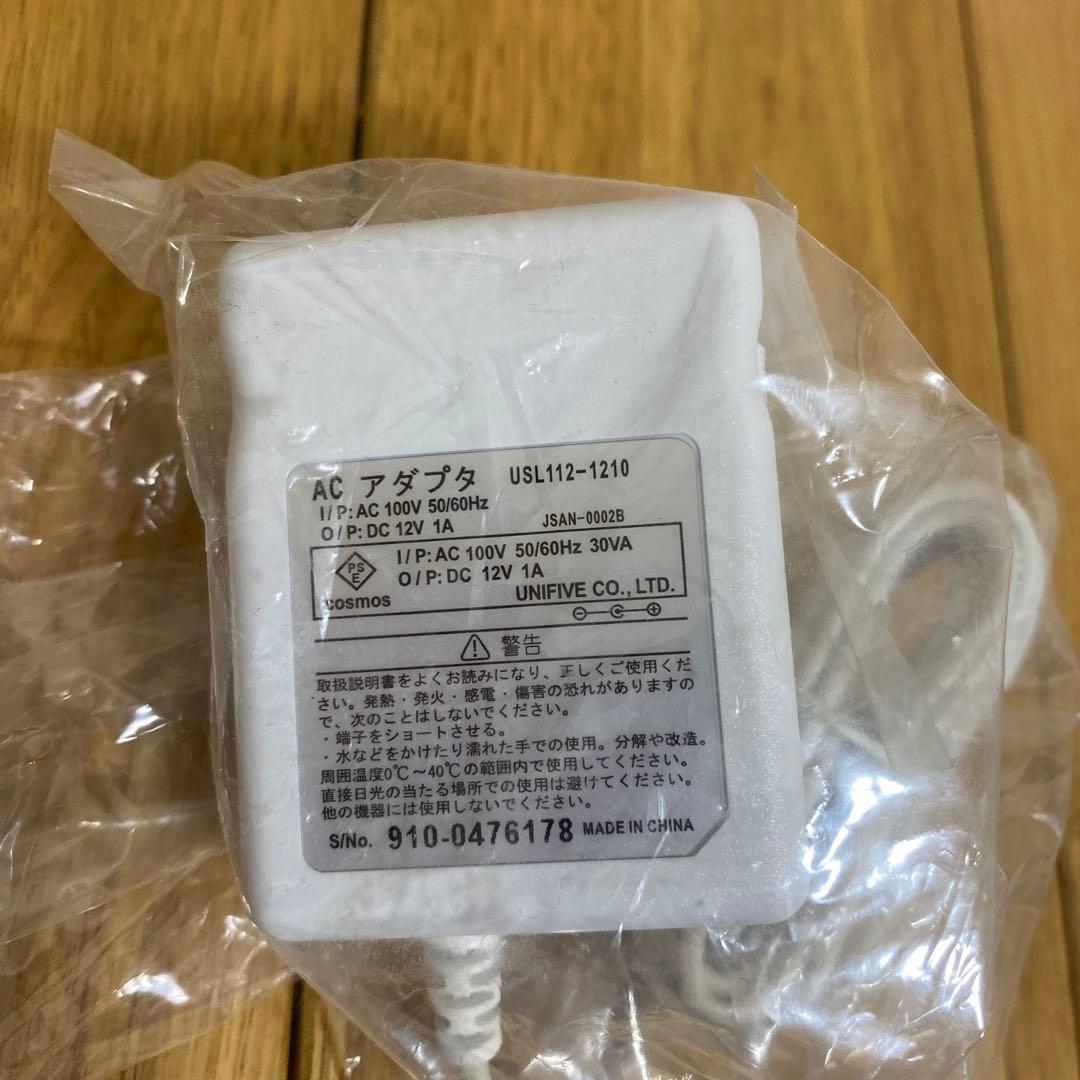 AC アダプタ USL112-1210
I/P: AC 100V 50/60Hz
O/P: DC 12V 1A JSAN-0002B
PS
E
cosmos
I/P: AC 100V 50/60Hz 30VA
O/P: DC 12V 1A
UNIFIVE CO., LTD.
警告
取扱説明書をよくお読みになり、正しくご使用くだ
さい。発熱・発火・感電・傷害の恐れがありますの
で、次のことはしないでください。
・端子をショートさせる。
・水などをかけたり濡れた手での使用。分解や改造。
周囲温度0℃～40℃の範囲内で使用してください。
直接日光の当たる場所での使用は避けてください。
他の機器には使用しないでください。
S/No. 910-0476178 MADE IN CHINA